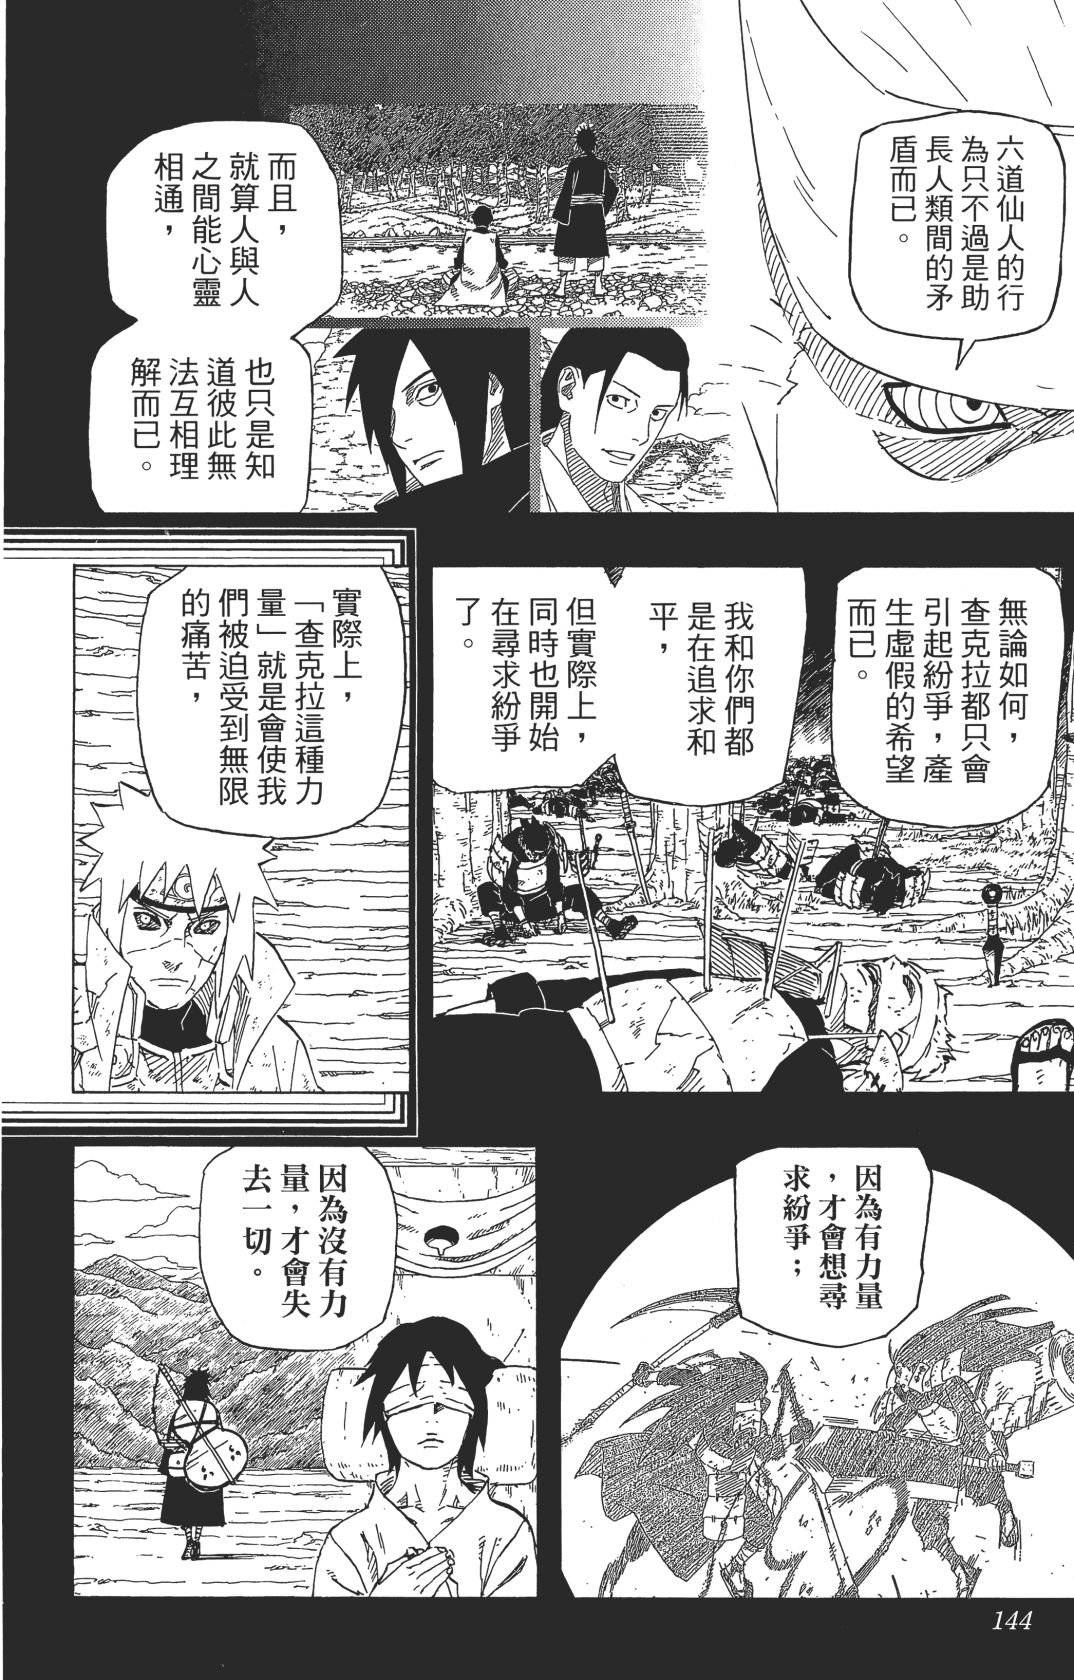 六道仙人的行
為只不過是助
長人類間的矛
盾而已。
而且，
就算人與人
之間能心靈
相通，
也只是知
道彼此無
法互相理
解而已。
無論如何，
查克拉都只會
引起紛爭，產
生虛假的希望
而已。
我和你們都
是在追求和
平，
但實際上，
同時也開始
在尋求紛爭
了。
實際上，
「查克拉這種力
量」就是會使我
們被迫受到無限
的痛苦，
因為有力量
，才會想尋
求紛爭；
因為沒有力
量，才會失
去一切。
144